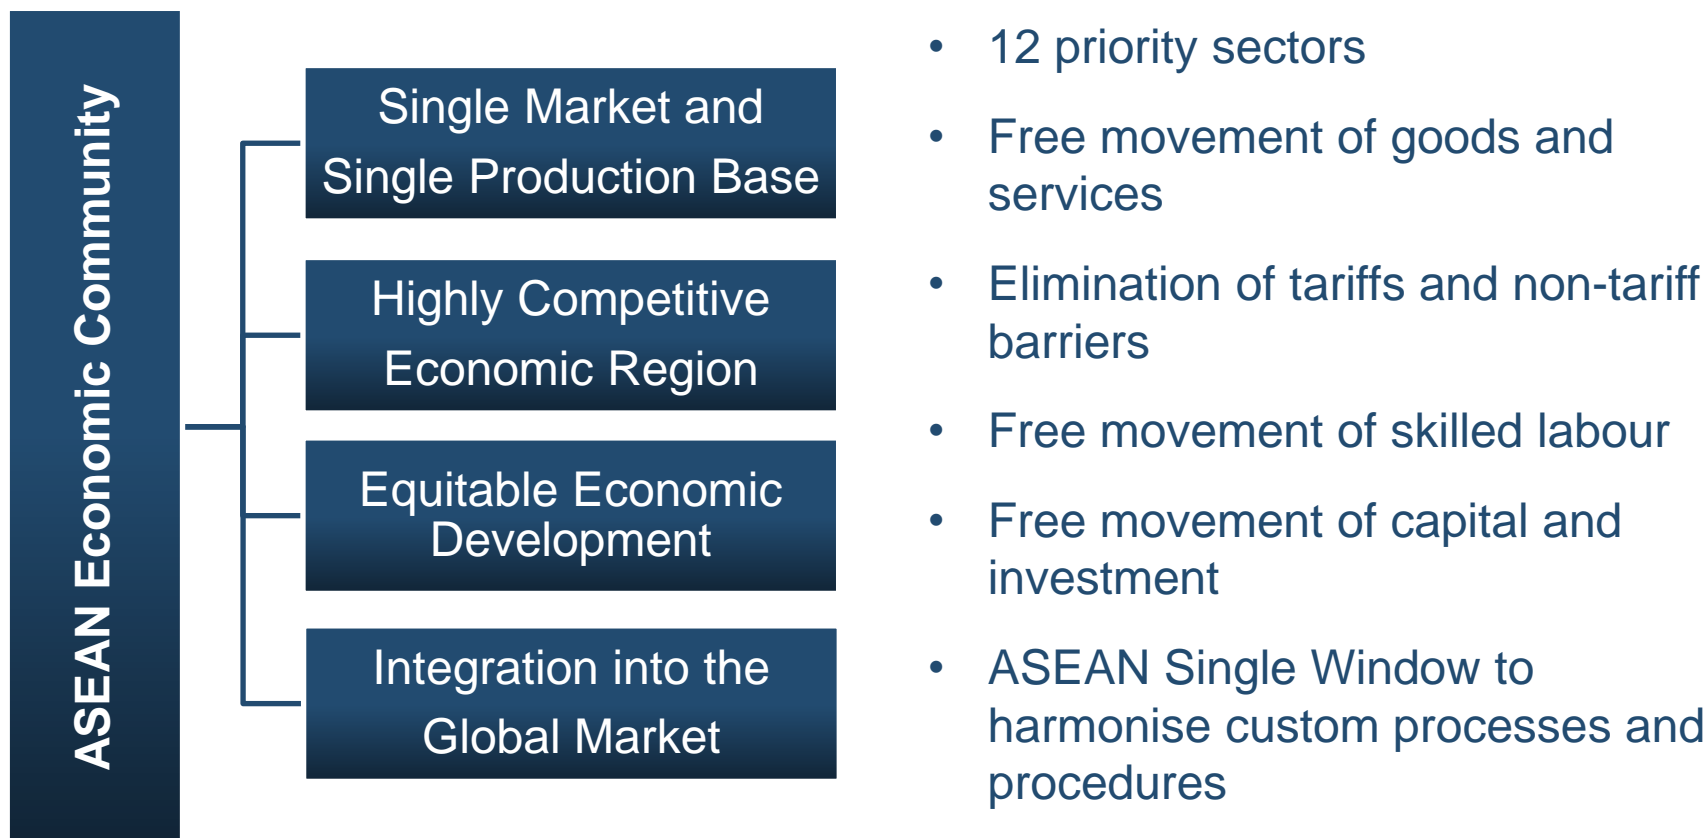 ASEAN Economic Community
Single Market and
Single Production Base
Highly Competitive
Economic Region
Equitable Economic
Development
Integration into the
Global Market
• 12 priority sectors
• Free movement of goods and
services
• Elimination of tariffs and non-tariff
barriers
• Free movement of skilled labour
• Free movement of capital and
investment
• ASEAN Single Window to
harmonise custom processes and
procedures